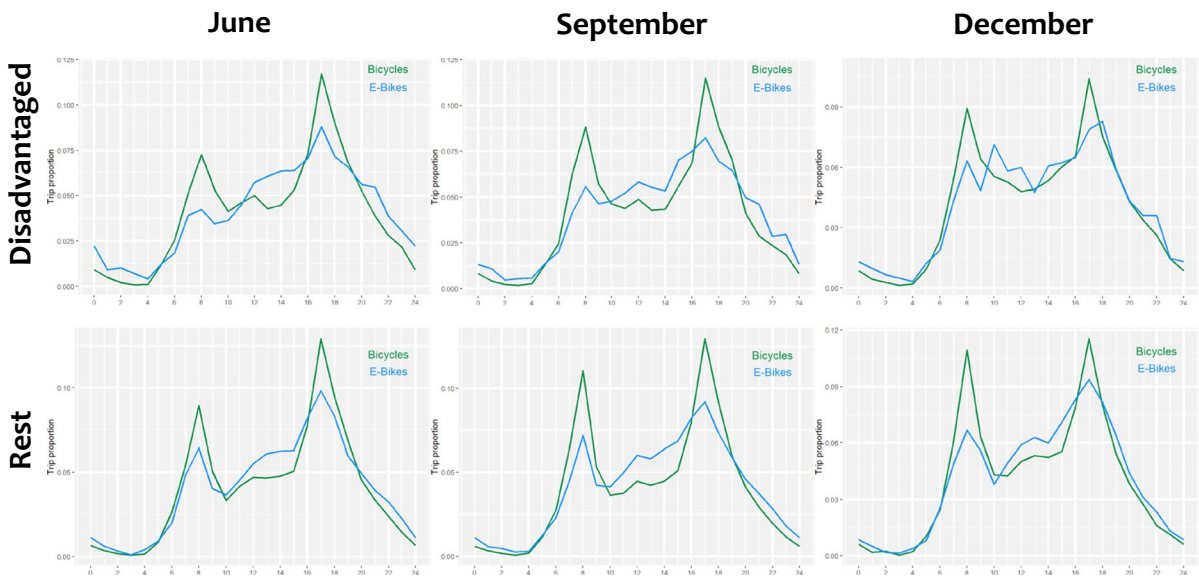 June September December
Disadvantaged
Trip proportion
0.125
0.100
0.075
0.050
0.025
0.000
Bicycles
E-Bikes
0 2 4 6 8 10 12 14 16 18 20 22 24
Trip proportion
0.125
0.100
0.075
0.050
0.025
0.000
Bicycles
E-Bikes
0 2 4 6 8 10 12 14 16 18 20 22 24
Trip proportion
0.09
0.06
0.03
0.00
Bicycles
E-Bikes
0 2 4 6 8 10 12 14 16 18 20 22 24
Rest
Trip proportion
0.10
0.05
0.00
Bicycles
E-Bikes
0 2 4 6 8 10 12 14 16 18 20 22 24
Trip proportion
0.10
0.05
0.00
Bicycles
E-Bikes
0 2 4 6 8 10 12 14 16 18 20 22 24
Trip proportion
0.12
0.09
0.06
0.03
0.00
Bicycles
E-Bikes
0 2 4 6 8 10 12 14 16 18 20 22 24